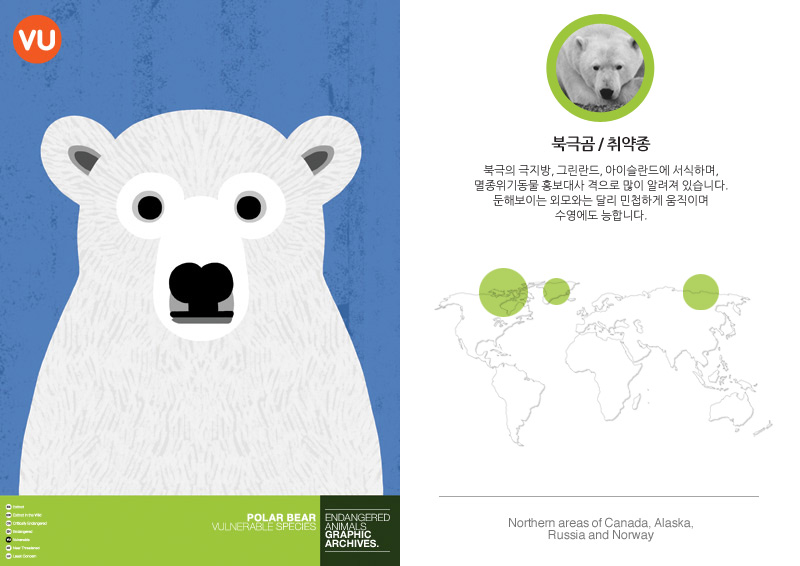 VU
Extinct
Extinct in the Wild
Critically Endangered
Endangered
Vulnerable
Near Threatened
Least Concern
POLAR BEAR
VULNERABLE SPECIES
ENDANGERED
ANIMALS
GRAPHIC
ARCHIVES.
북극곰 / 취약종
북극의 극지방, 그린란드, 아이슬란드에 서식하며,
멸종위기동물 홍보대사 격으로 많이 알려져 있습니다.
둔해보이는 외모와는 달리 민첩하게 움직이며
수영에도 능합니다.
Northern areas of Canada, Alaska,
Russia and Norway